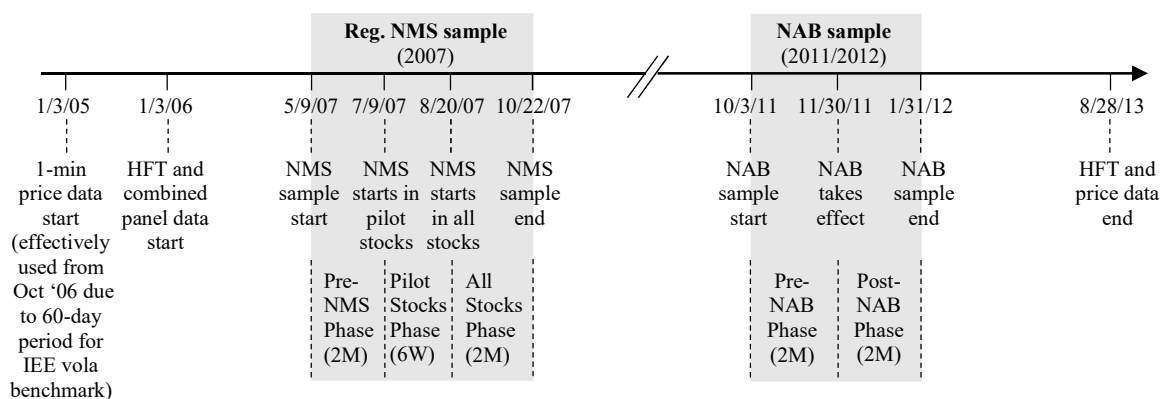 Reg. NMS sample
(2007)
NAB sample
(2011/2012)
1/3/05
1/3/06
5/9/07
7/9/07
8/20/07
10/22/07
10/3/11
11/30/11
1/31/12
8/28/13
1-min
price data
start
(effectively
used from
Oct ‘06 due
to 60-day
period for
IEE vola
benchmark)
HFT and
combined
panel data
start
NMS
sample
start
NMS
starts in
pilot
stocks
NMS
starts
in all
stocks
NMS
sample
end
NAB
sample
start
NAB
takes
effect
NAB
sample
end
HFT and
price data
end
Pre-
NMS
Phase
(2M)
Pilot
Stocks
Phase
(6W)
All
Stocks
Phase
(2M)
Pre-
NAB
Phase
(2M)
Post-
NAB
Phase
(2M)